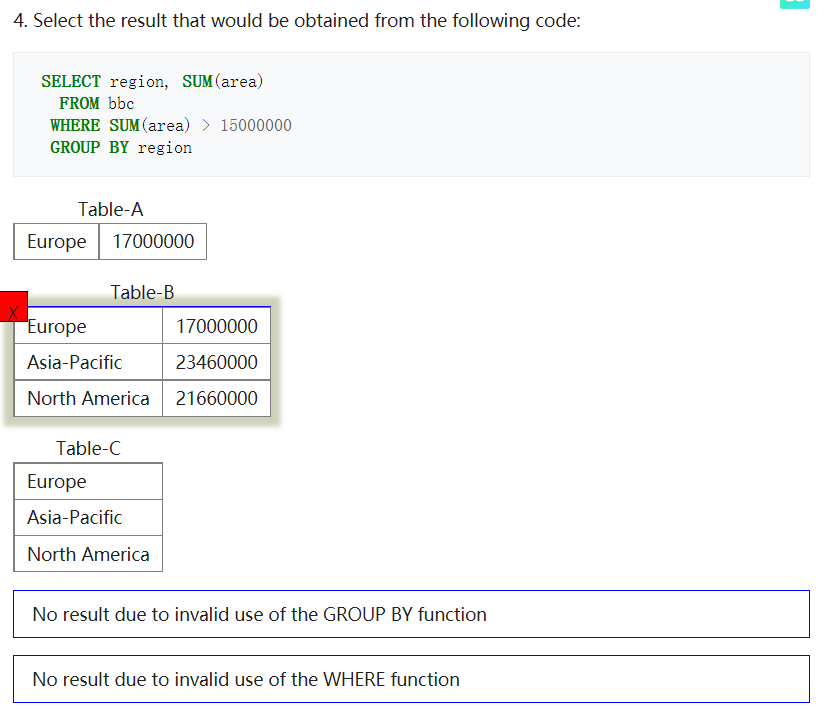 4. Select the result that would be obtained from the following code:
SELECT region, SUM(area)
FROM bbc
WHERE SUM(area) > 15000000
GROUP BY region
Table-A
Europe 17000000
Table-B
X
Europe 17000000
Asia-Pacific 23460000
North America 21660000
Table-C
Europe
Asia-Pacific
North America
No result due to invalid use of the GROUP BY function
No result due to invalid use of the WHERE function